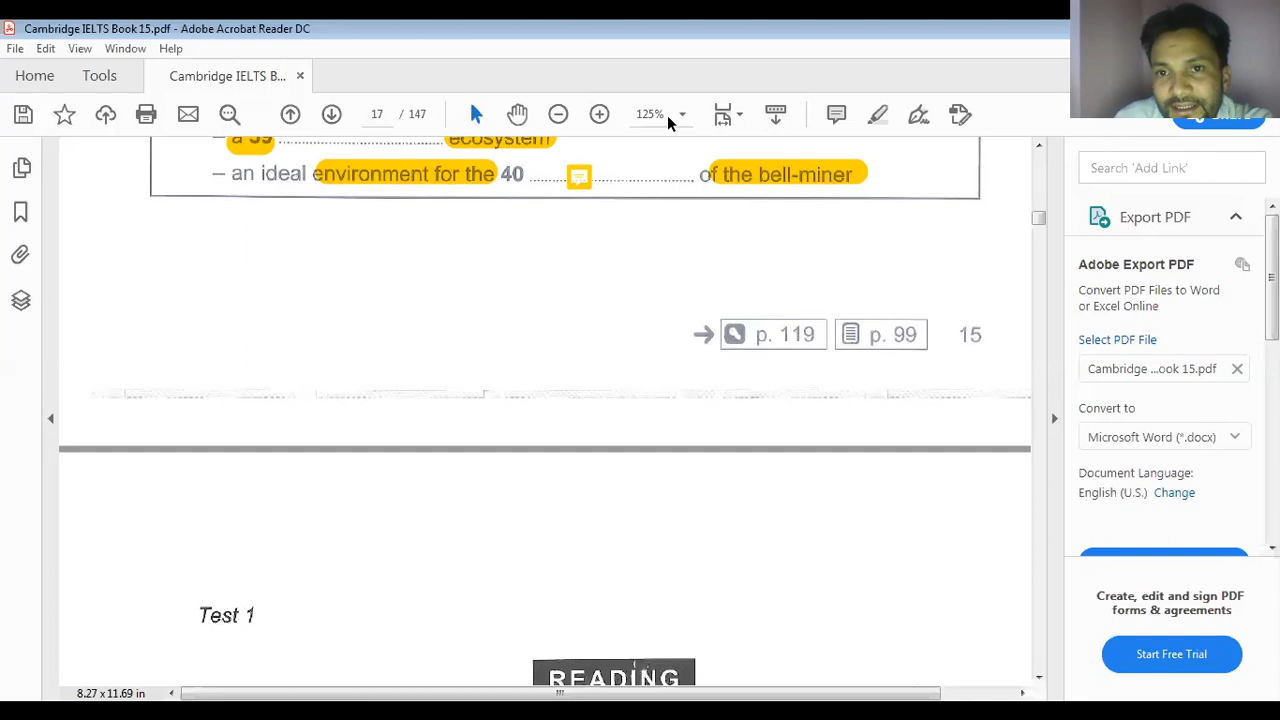 Cambridge IELTS Book 15.pdf - Adobe Acrobat Reader DC
File Edit View Window Help
Home Tools Cambridge IELTS B... ×
17 / 147 125%
– a 39 ........................................ ecosystem
– an ideal environment for the 40 ........................................ of the bell-miner
p. 119 p. 99 15
Test 1
READING
8.27 x 11.69 in
Search 'Add Link'
Export PDF
Adobe Export PDF
Convert PDF Files to Word
or Excel Online
Select PDF File
Cambridge ...ook 15.pdf
Convert to
Microsoft Word (*.docx)
Document Language:
English (U.S.) Change
Create, edit and sign PDF
forms & agreements
Start Free Trial